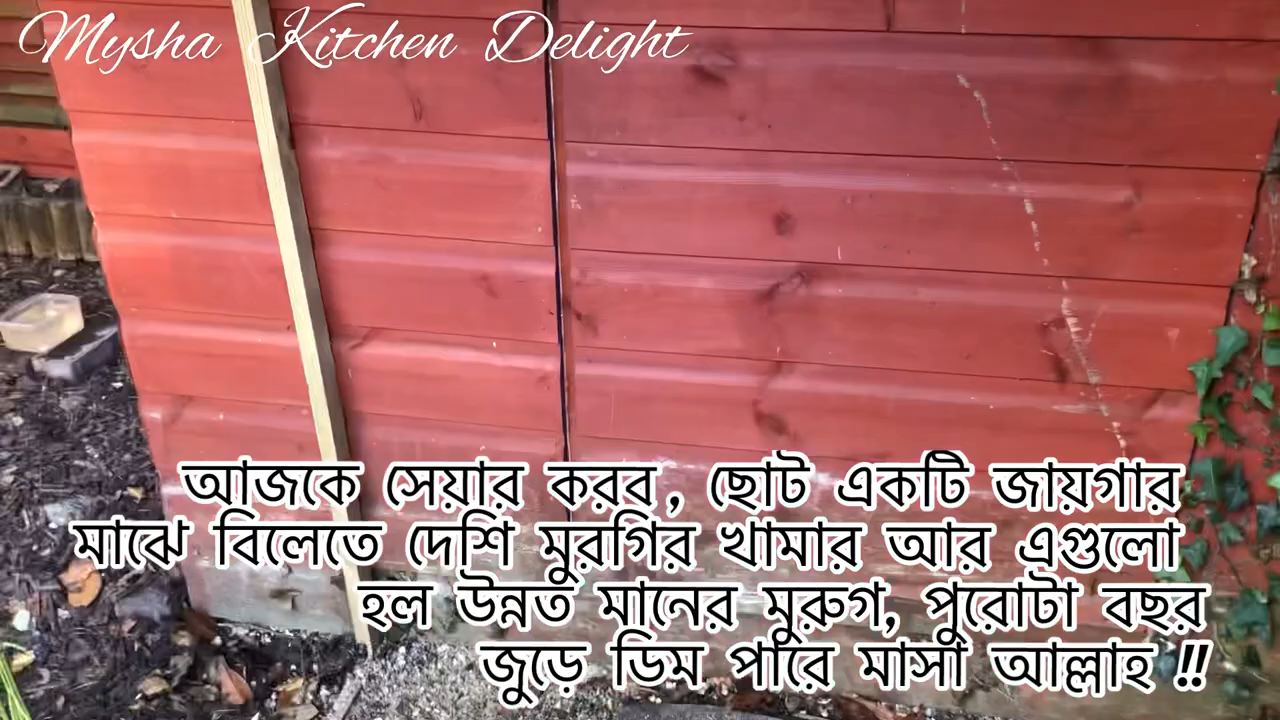 Mysha Kitchen Delight
আজকে সেয়ার করব, ছোট একটি জায়গার
মাঝে বিলেতে দেশি মুরগির খামার আর এগুলো
হল উন্নত মানের মুরুগ, পুরোটা বছর
জুড়ে ডিম পারে মাসা আল্লাহ !!